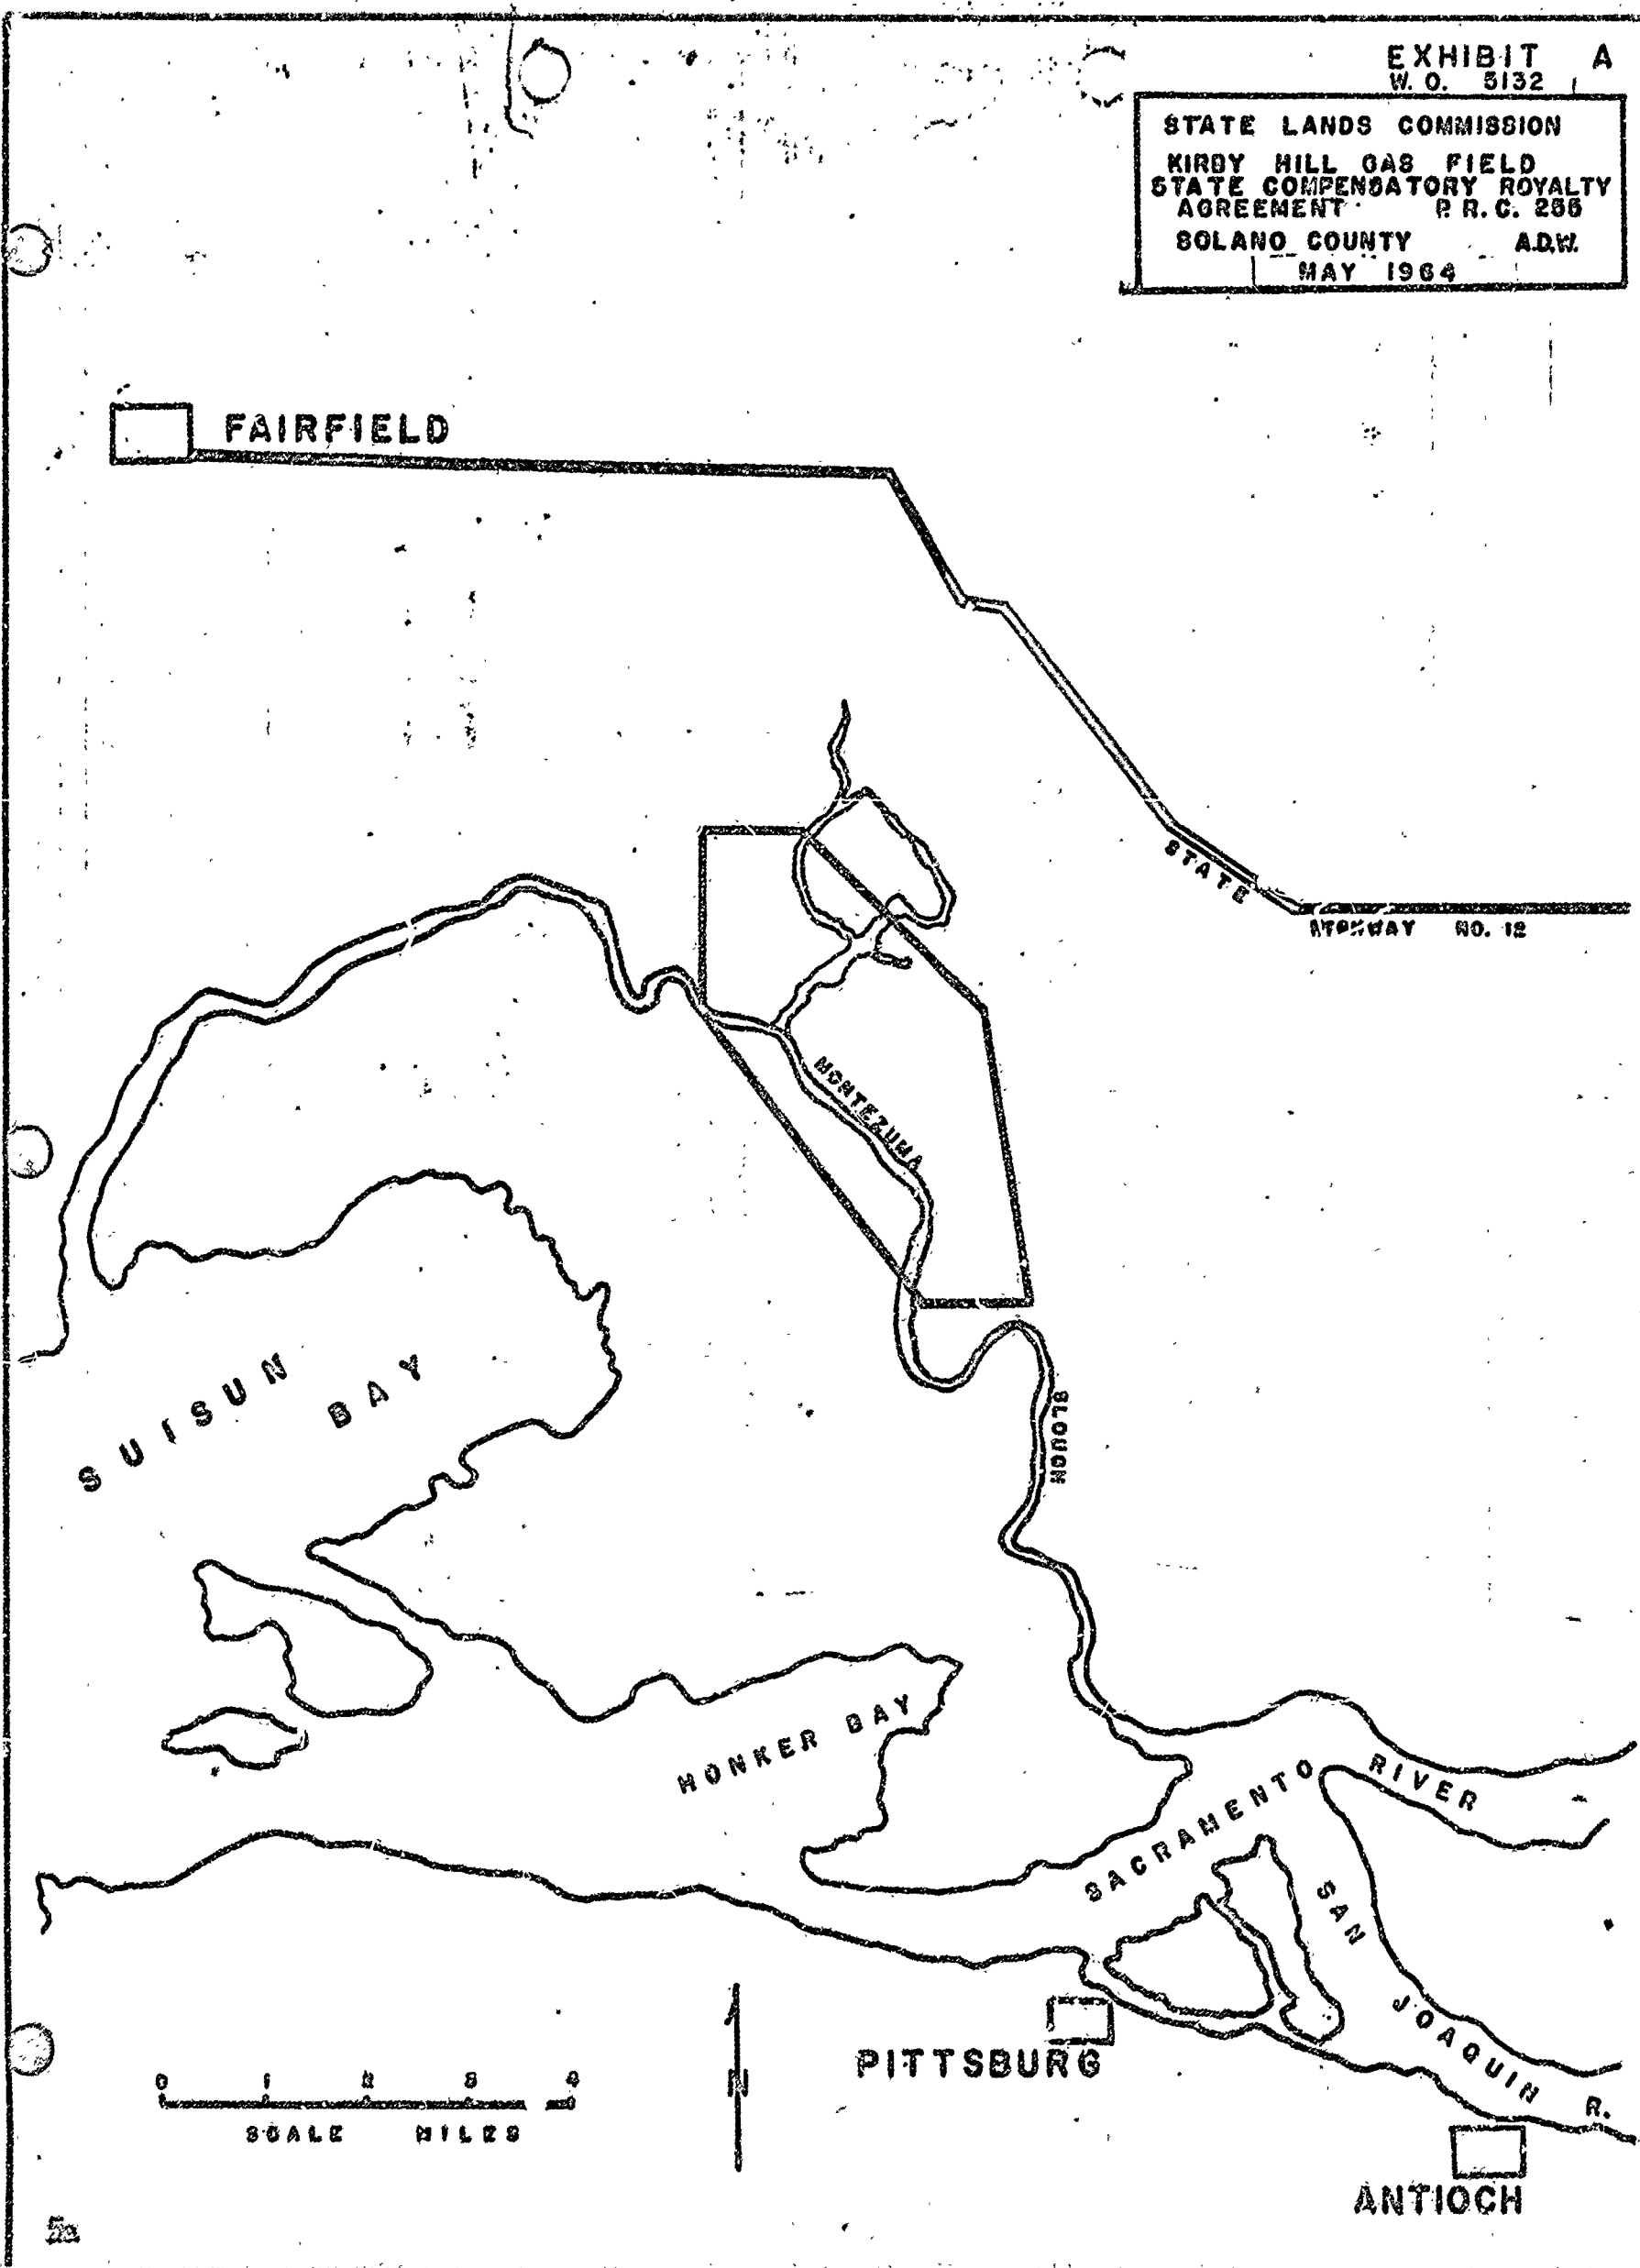 EXHIBIT A
W. O. 5132
STATE LANDS COMMISSION
KIRBY HILL GAS FIELD
STATE COMPENSATORY ROYALTY
AGREEMENT P. R. C. 256
SOLANO COUNTY A.D.W.
MAY 1964
FAIRFIELD
STATE
HIGHWAY NO. 12
MONTEZUMA
SLOUGH
SUISUN
BAY
HONKER BAY
SACRAMENTO RIVER
SAN
JOAQUIN R.
PITTSBURG
N
0 1 2 3 4
SCALE MILES
ANTIOCH
5a